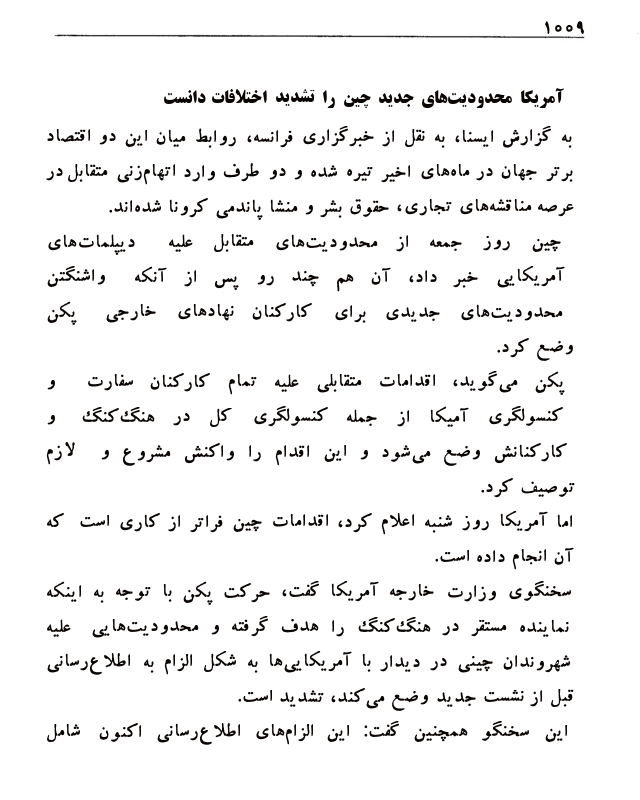 ۱۰۰۹
آمریکا محدودیت‌های جدید چین را تشدید اختلافات دانست
به گزارش ایسنا، به نقل از خبرگزاری فرانسه، روابط میان این دو اقتصاد
برتر جهان در ماه‌های اخیر تیره شده و دو طرف وارد اتهام‌زنی متقابل در
عرصه مناقشه‌های تجاری، حقوق بشر و منشا پاندمی کرونا شده‌اند.
چین روز جمعه از محدودیت‌های متقابل علیه دیپلمات‌های
آمریکایی خبر داد، آن هم چند رو پس از آنکه واشنگتن
محدودیت‌های جدیدی برای کارکنان نهادهای خارجی پکن
وضع کرد.
پکن می‌گوید، اقدامات متقابلی علیه تمام کارکنان سفارت و
کنسولگری آمیکا از جمله کنسولگری کل در هنگ‌کنگ و
کارکنانش وضع می‌شود و این اقدام را واکنش مشروع و لازم
توصیف کرد.
اما آمریکا روز شنبه اعلام کرد، اقدامات چین فراتر از کاری است که
آن انجام داده است.
سخنگوی وزارت خارجه آمریکا گفت، حرکت پکن با توجه به اینکه
نماینده مستقر در هنگ‌کنگ را هدف گرفته و محدودیت‌هایی علیه
شهروندان چینی در دیدار با آمریکایی‌ها به شکل الزام به اطلاع‌رسانی
قبل از نشست جدید وضع می‌کند، تشدید است.
این سخنگو همچنین گفت: این الزام‌های اطلاع‌رسانی اکنون شامل